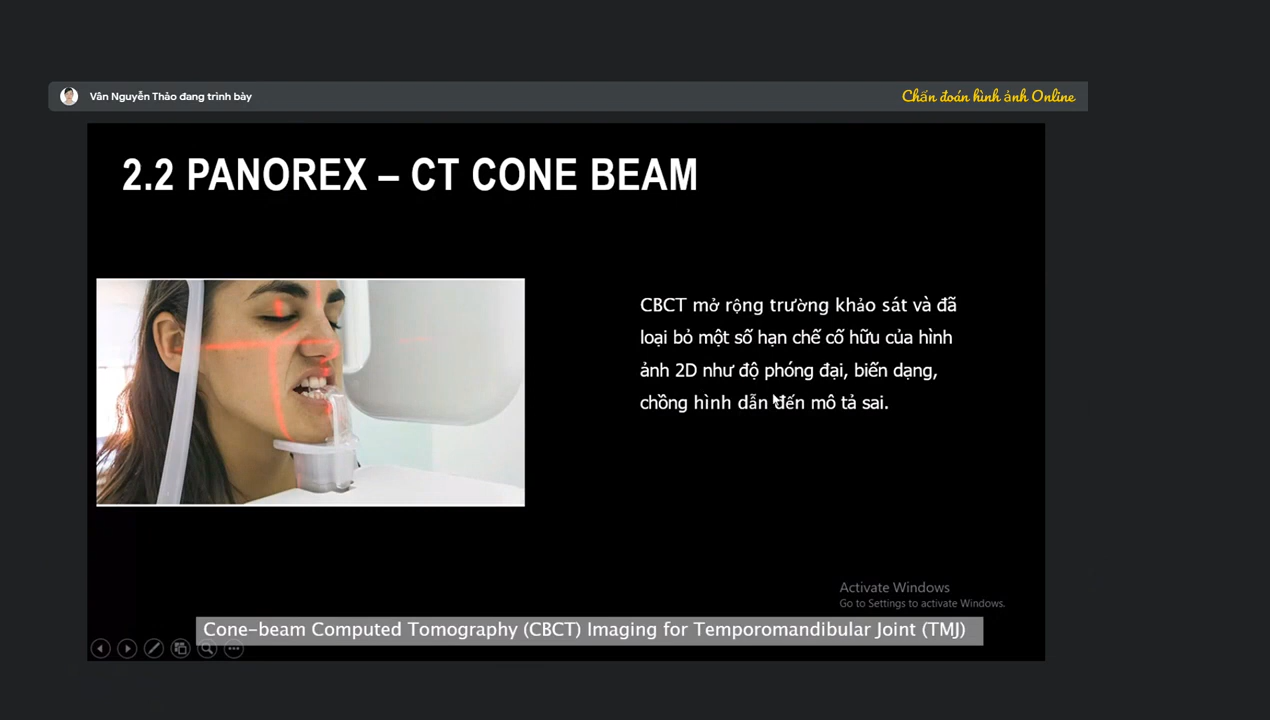 Vân Nguyễn Thảo đang trình bày
Chẩn đoán hình ảnh Online
2.2 PANOREX – CT CONE BEAM
CBCT mở rộng trường khảo sát và đã
loại bỏ một số hạn chế cố hữu của hình
ảnh 2D như độ phóng đại, biến dạng,
chồng hình dẫn đến mô tả sai.
Activate Windows
Go to Settings to activate Windows.
Cone-beam Computed Tomography (CBCT) Imaging for Temporomandibular Joint (TMJ)